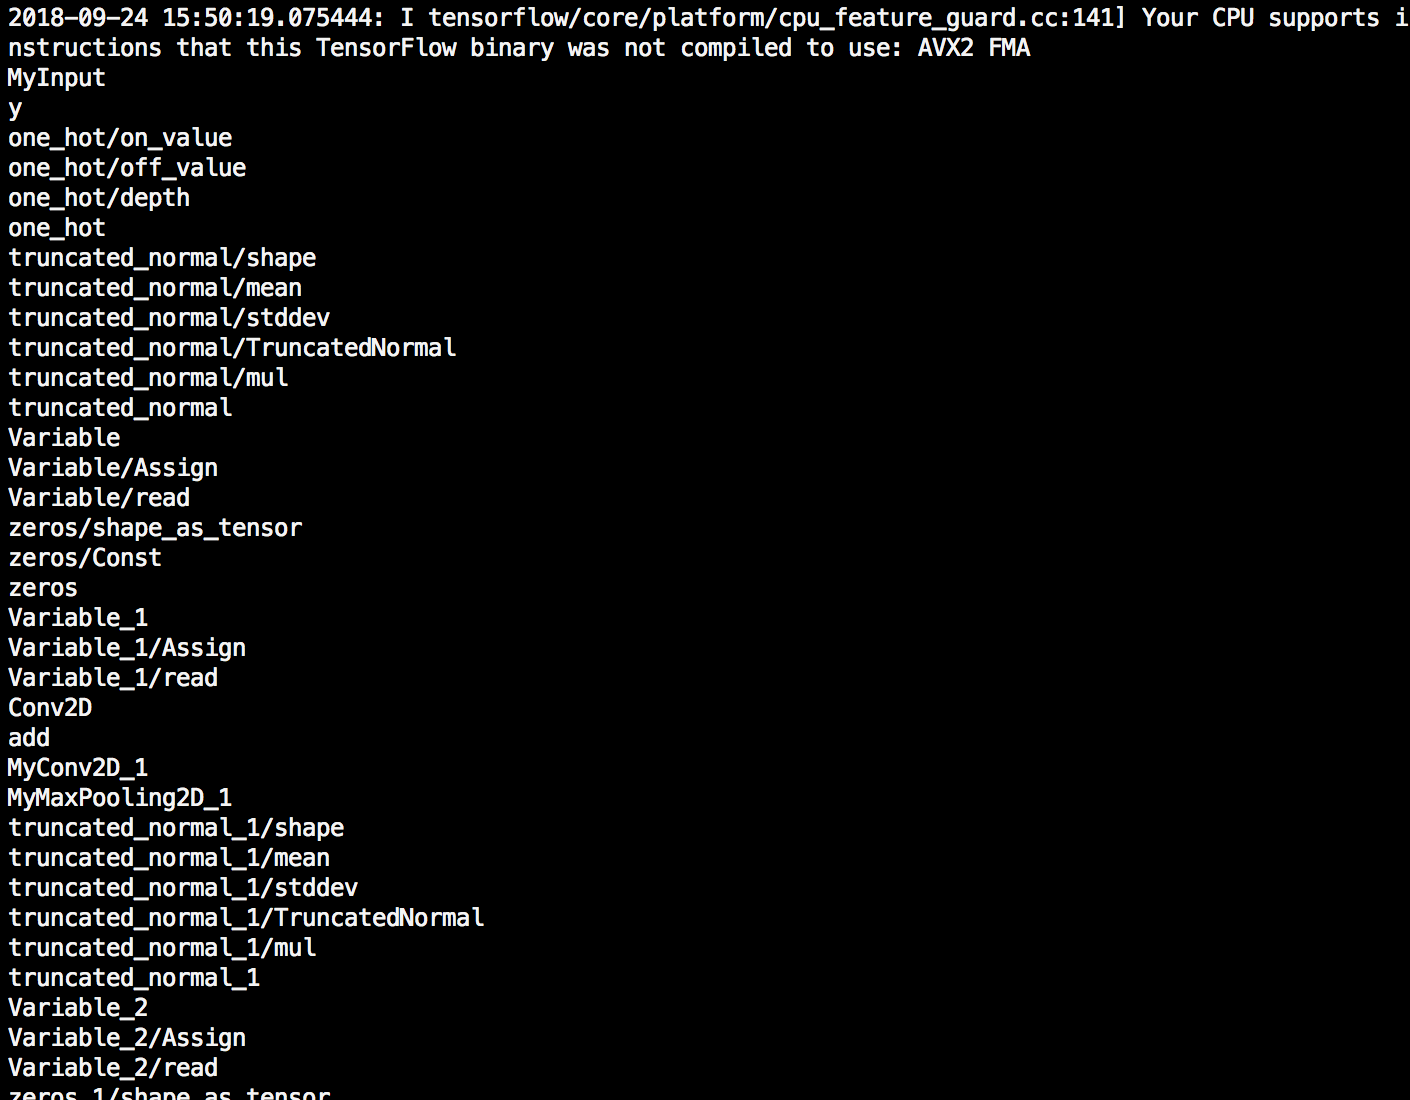 2018-09-24 15:50:19.075444: I tensorflow/core/platform/cpu_feature_guard.cc:141] Your CPU supports i
nstructions that this TensorFlow binary was not compiled to use: AVX2 FMA
MyInput
y
one_hot/on_value
one_hot/off_value
one_hot/depth
one_hot
truncated_normal/shape
truncated_normal/mean
truncated_normal/stddev
truncated_normal/TruncatedNormal
truncated_normal/mul
truncated_normal
Variable
Variable/Assign
Variable/read
zeros/shape_as_tensor
zeros/Const
zeros
Variable_1
Variable_1/Assign
Variable_1/read
Conv2D
add
MyConv2D_1
MyMaxPooling2D_1
truncated_normal_1/shape
truncated_normal_1/mean
truncated_normal_1/stddev
truncated_normal_1/TruncatedNormal
truncated_normal_1/mul
truncated_normal_1
Variable_2
Variable_2/Assign
Variable_2/read
zeros_1/shape_as_tensor